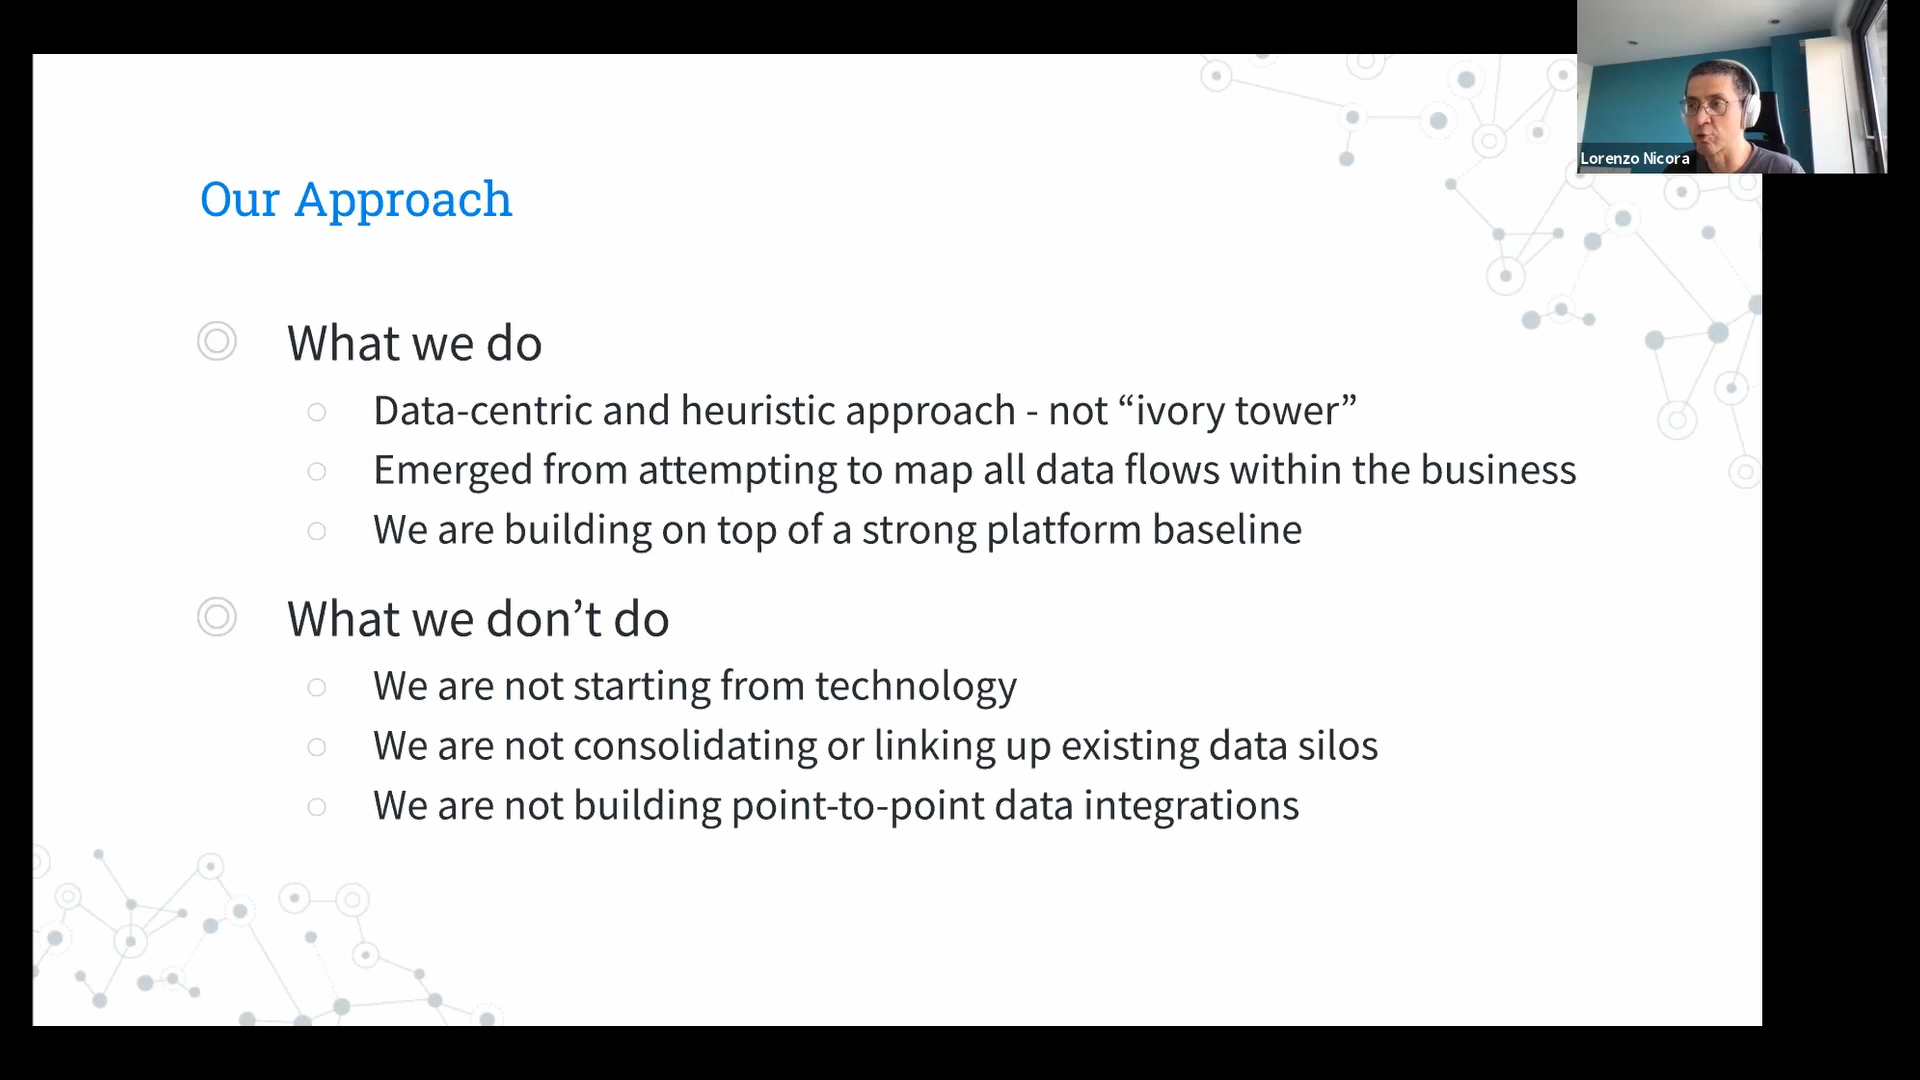 Lorenzo Nicora
Our Approach
What we do
Data-centric and heuristic approach - not “ivory tower”
Emerged from attempting to map all data flows within the business
We are building on top of a strong platform baseline
What we don’t do
We are not starting from technology
We are not consolidating or linking up existing data silos
We are not building point-to-point data integrations